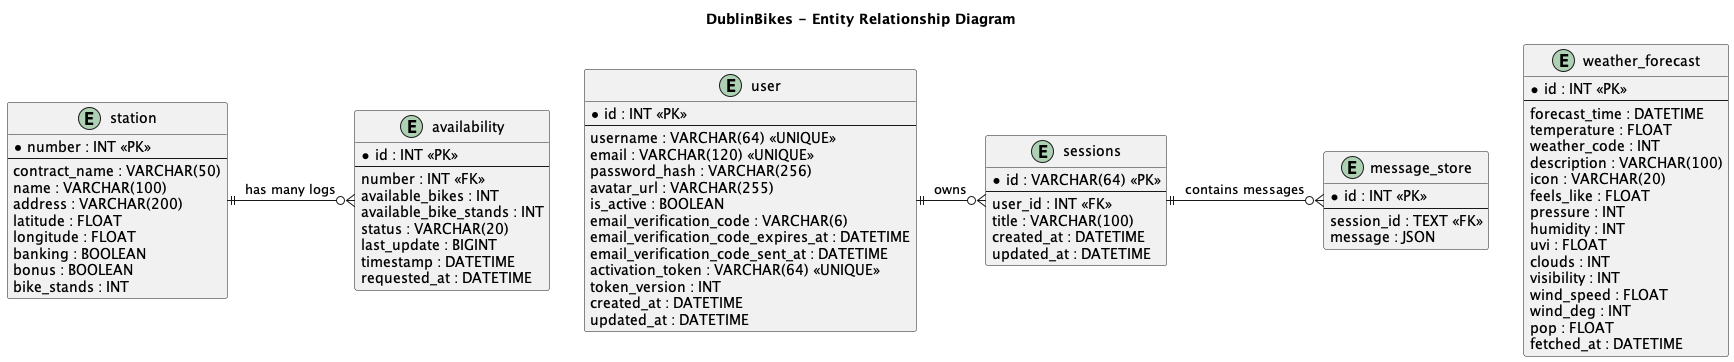 DublinBikes - Entity Relationship Diagram
E station
* number : INT «PK»
contract_name : VARCHAR(50)
name : VARCHAR(100)
address : VARCHAR(200)
latitude : FLOAT
longitude : FLOAT
banking : BOOLEAN
bonus : BOOLEAN
bike_stands : INT
has many logs
E availability
* id : INT «PK»
number : INT «FK»
available_bikes : INT
available_bike_stands : INT
status : VARCHAR(20)
last_update : BIGINT
timestamp : DATETIME
requested_at : DATETIME
E user
* id : INT «PK»
username : VARCHAR(64) «UNIQUE»
email : VARCHAR(120) «UNIQUE»
password_hash : VARCHAR(256)
avatar_url : VARCHAR(255)
is_active : BOOLEAN
email_verification_code : VARCHAR(6)
email_verification_code_expires_at : DATETIME
email_verification_code_sent_at : DATETIME
activation_token : VARCHAR(64) «UNIQUE»
token_version : INT
created_at : DATETIME
updated_at : DATETIME
owns
E sessions
* id : VARCHAR(64) «PK»
user_id : INT «FK»
title : VARCHAR(100)
created_at : DATETIME
updated_at : DATETIME
contains messages
E message_store
* id : INT «PK»
session_id : TEXT «FK»
message : JSON
E weather_forecast
* id : INT «PK»
forecast_time : DATETIME
temperature : FLOAT
weather_code : INT
description : VARCHAR(100)
icon : VARCHAR(20)
feels_like : FLOAT
pressure : INT
humidity : INT
uvi : FLOAT
clouds : INT
visibility : INT
wind_speed : FLOAT
wind_deg : INT
pop : FLOAT
fetched_at : DATETIME